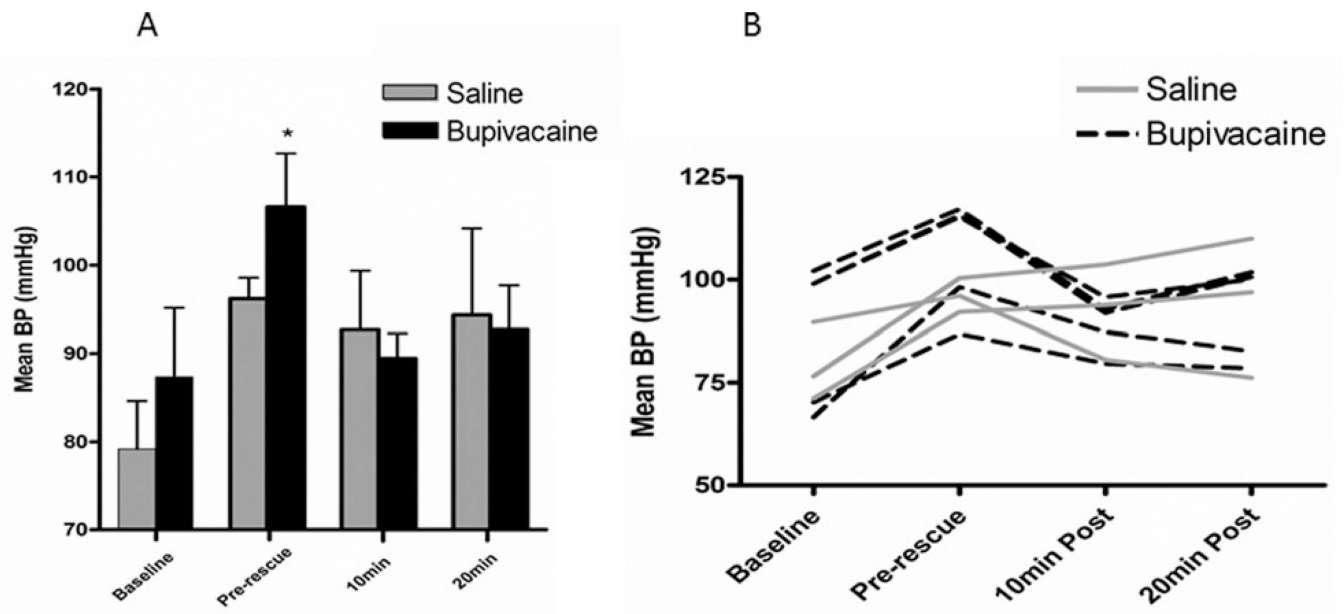 A
Saline
Bupivacaine
*
120
110
100
90
80
70
Mean BP (mmHg)
Baseline
Pre-rescue
10min
20min
B
Saline
Bupivacaine
125
100
75
50
Mean BP (mmHg)
Baseline
Pre-rescue
10min Post
20min Post